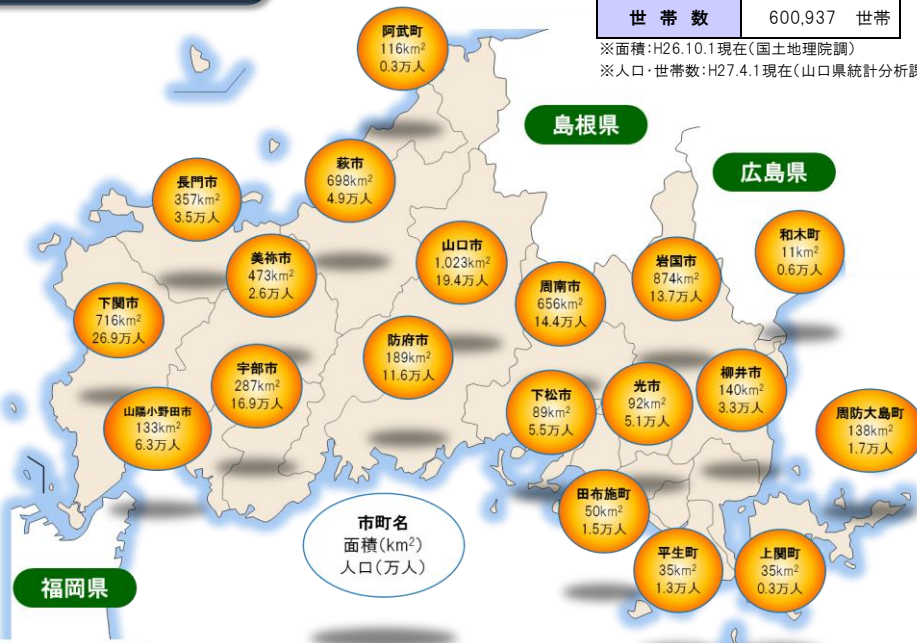 世帯数 600,937 世帯
※面積:H26.10.1現在(国土地理院調)
※人口・世帯数:H27.4.1現在(山口県統計分析課
阿武町
116km²
0.3万人
島根県
広島県
萩市
698km²
4.9万人
長門市
357km²
3.5万人
山口市
1,023km²
19.4万人
和木町
11km²
0.6万人
美祢市
473km²
2.6万人
岩国市
874km²
13.7万人
周南市
656km²
14.4万人
下関市
716km²
26.9万人
防府市
189km²
11.6万人
宇部市
287km²
16.9万人
柳井市
140km²
3.3万人
下松市
89km²
5.5万人
光市
92km²
5.1万人
山陽小野田市
133km²
6.3万人
周防大島町
138km²
1.7万人
田布施町
50km²
1.5万人
市町名
面積(km²)
人口(万人)
平生町
35km²
1.3万人
上関町
35km²
0.3万人
福岡県